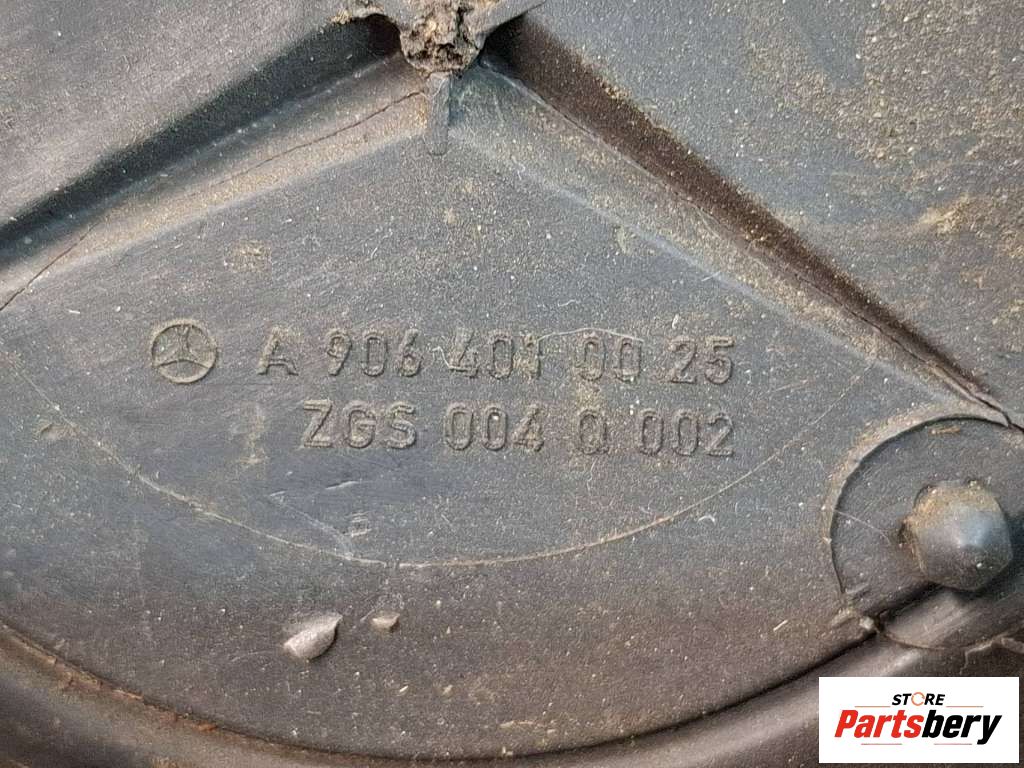 A 906 401 00 25
ZGS 004 Q 002
STORE
Partsbery